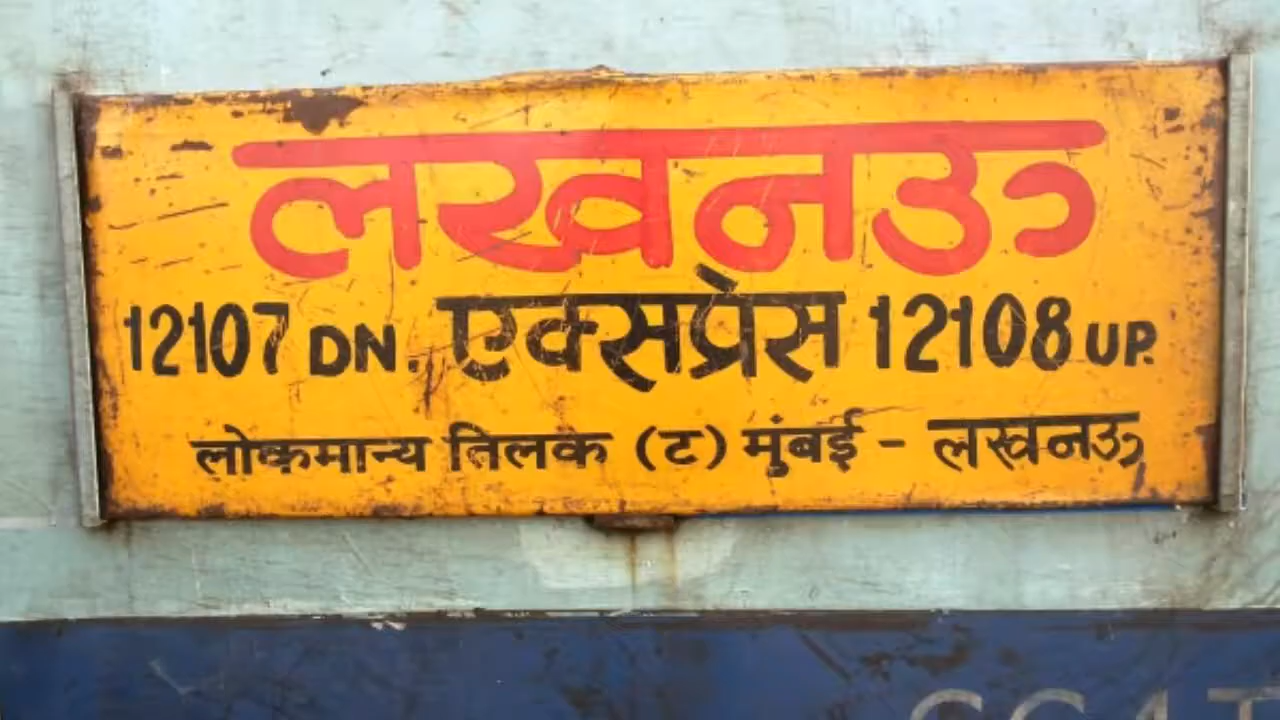 लखनऊ
12107 DN. एक्सप्रेस 12108 UP.
लोकमान्य तिलक (ट) मुंबई - लखनऊ